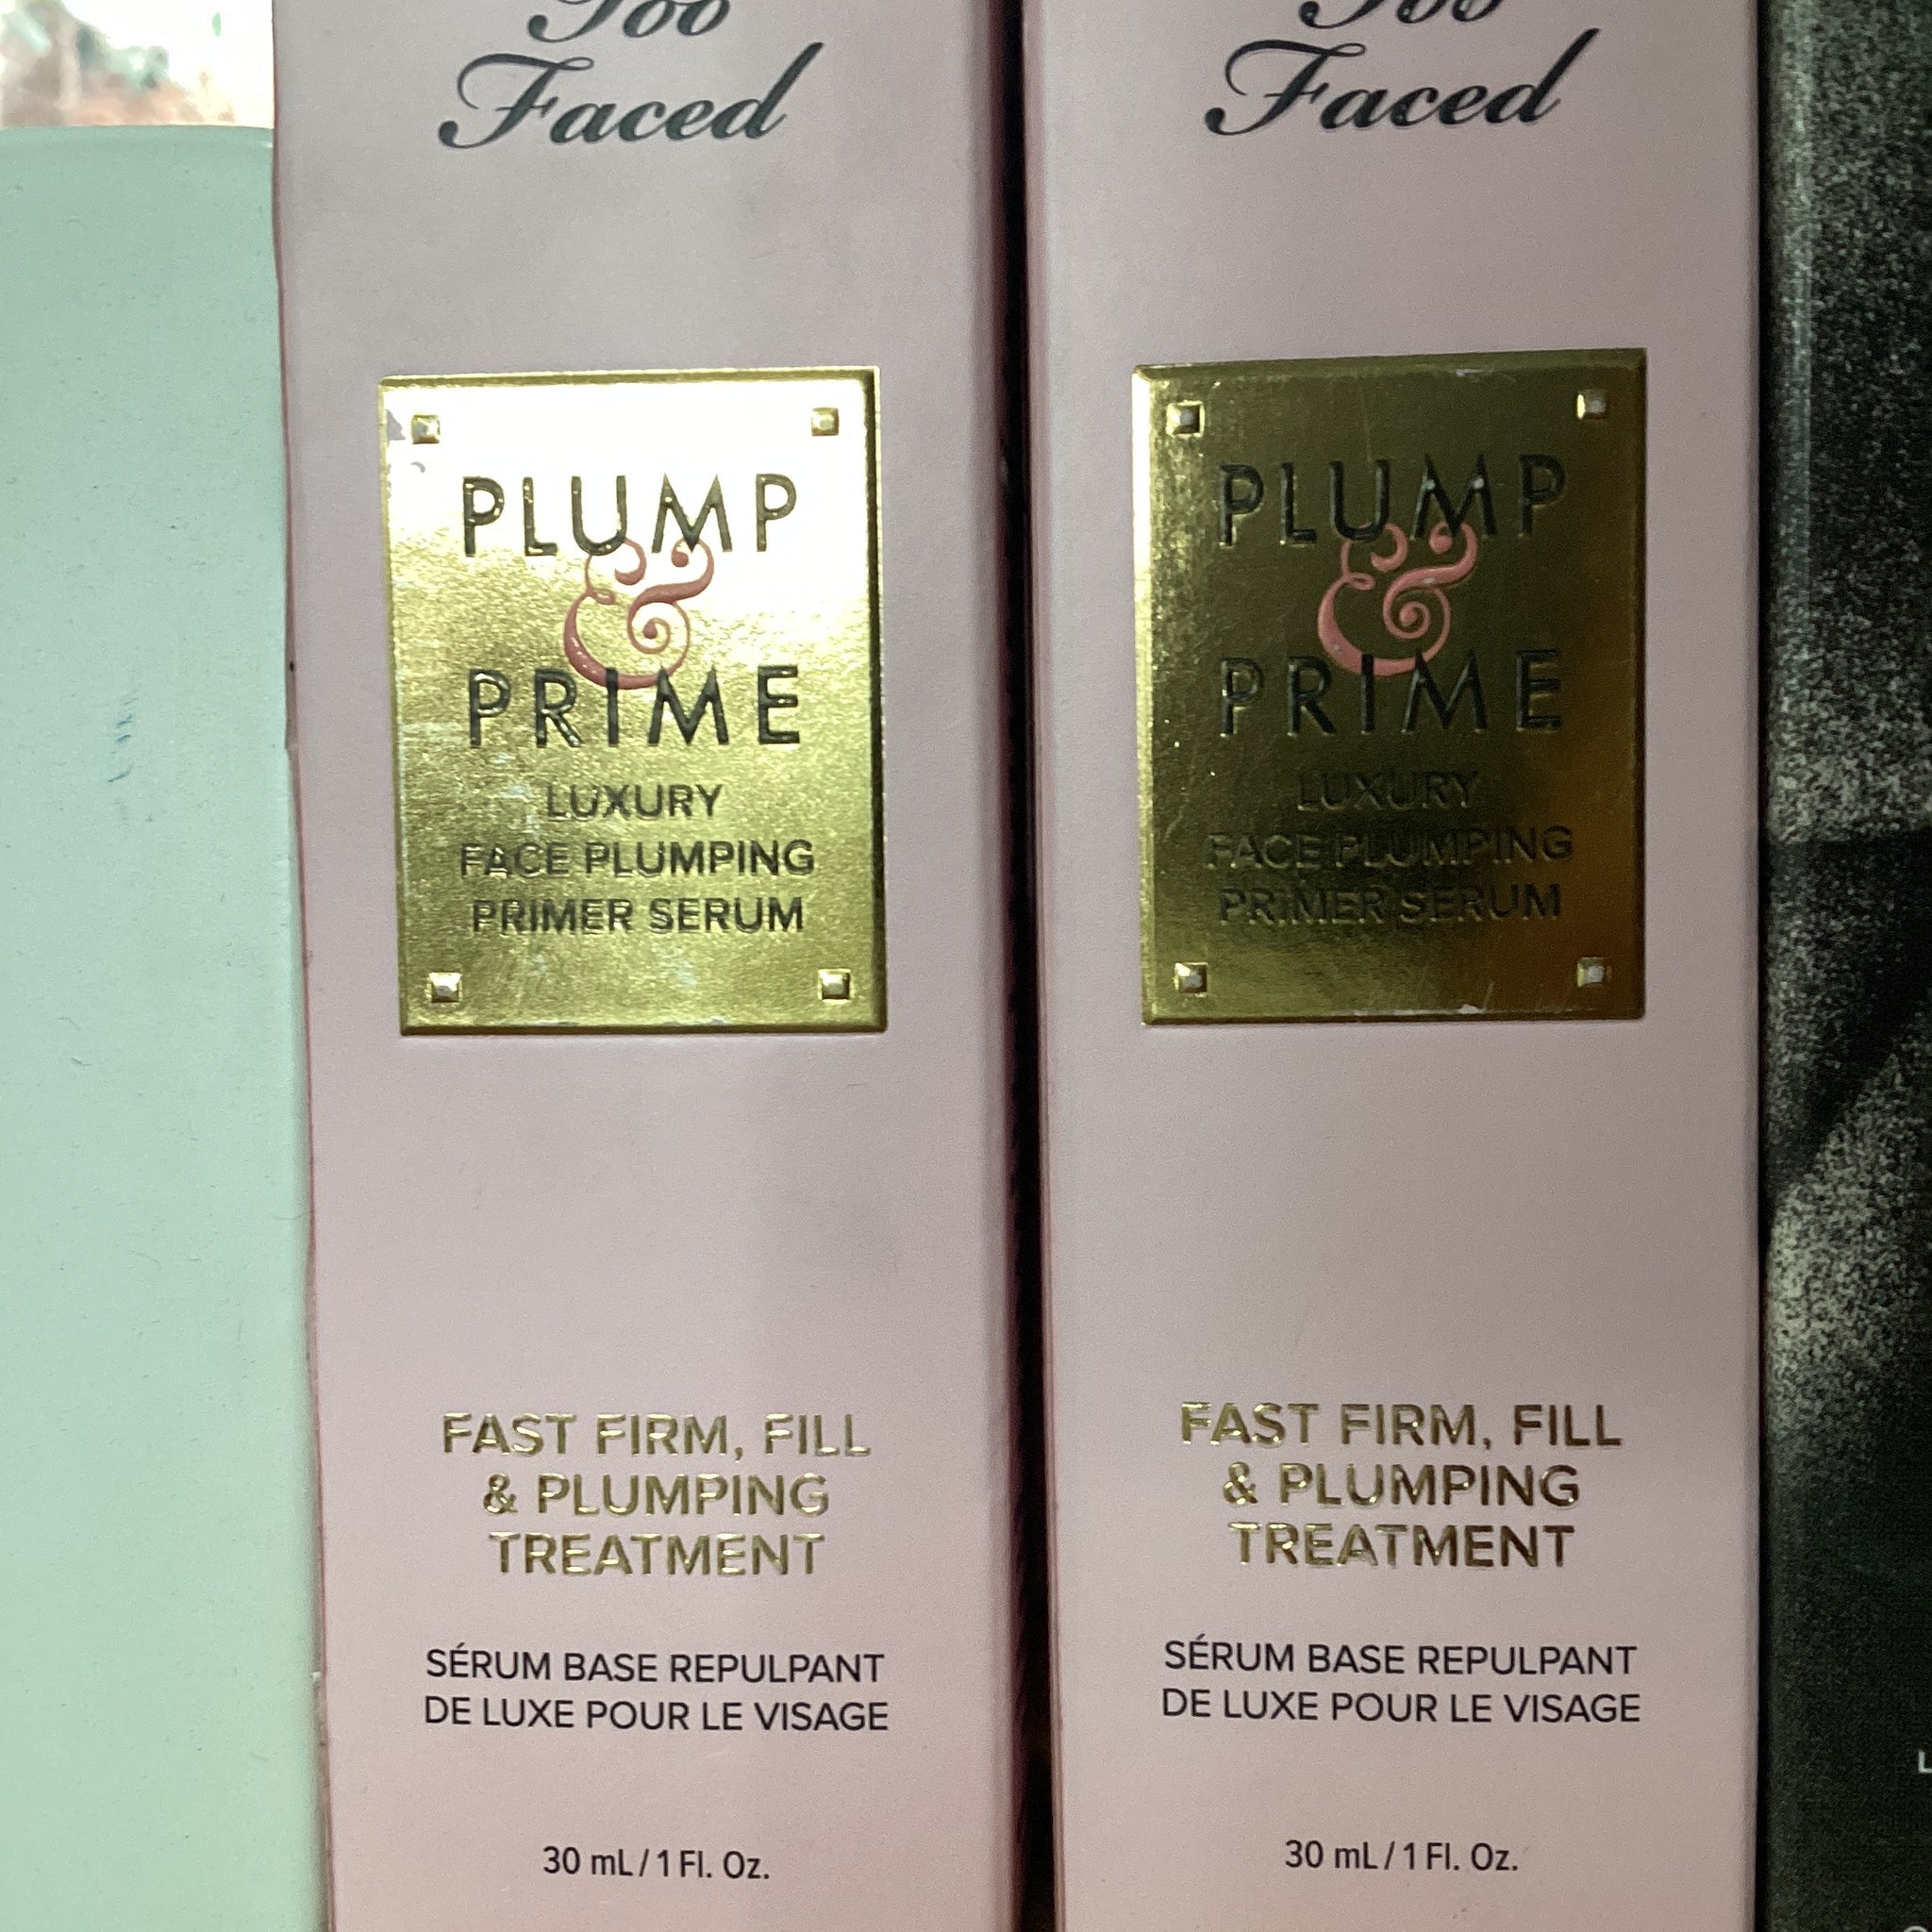 Too
Faced
PLUMP
&
PRIME
LUXURY
FACE PLUMPING
PRIMER SERUM
FAST FIRM, FILL
& PLUMPING
TREATMENT
SÉRUM BASE REPULPANT
DE LUXE POUR LE VISAGE
30 mL / 1 Fl. Oz.
Too
Faced
PLUMP
&
PRIME
LUXURY
FACE PLUMPING
PRIMER SERUM
FAST FIRM, FILL
& PLUMPING
TREATMENT
SÉRUM BASE REPULPANT
DE LUXE POUR LE VISAGE
30 mL / 1 Fl. Oz.